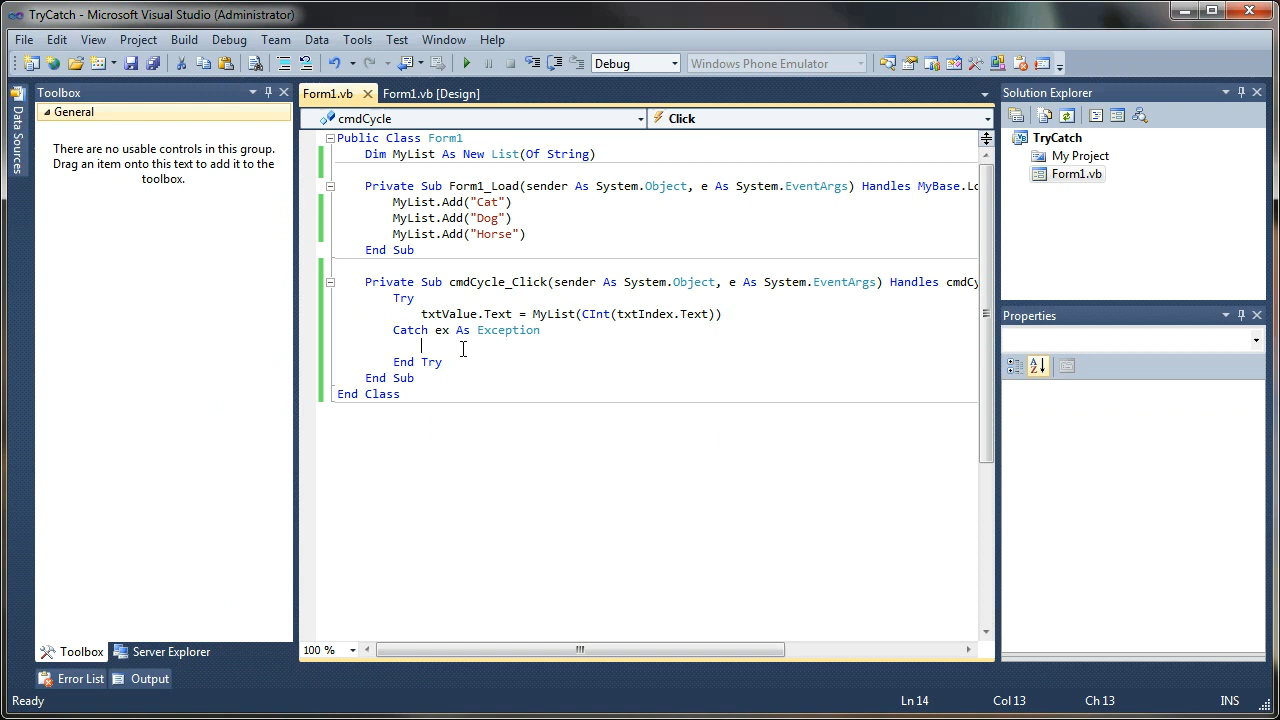 TryCatch - Microsoft Visual Studio (Administrator)
File Edit View Project Build Debug Team Data Tools Test Window Help
Debug Windows Phone Emulator
Data Sources
Toolbox
General
There are no usable controls in this group.
Drag an item onto this text to add it to the
toolbox.
Toolbox Server Explorer
Form1.vb Form1.vb [Design]
cmdCycle Click
Public Class Form1
Dim MyList As New List(Of String)
Private Sub Form1_Load(sender As System.Object, e As System.EventArgs) Handles MyBase.Lo
MyList.Add("Cat")
MyList.Add("Dog")
MyList.Add("Horse")
End Sub
Private Sub cmdCycle_Click(sender As System.Object, e As System.EventArgs) Handles cmdCy
Try
txtValue.Text = MyList(CInt(txtIndex.Text))
Catch ex As Exception
End Try
End Sub
End Class
100 %
Solution Explorer
TryCatch
My Project
Form1.vb
Properties
Error List Output
Ready Ln 14 Col 13 Ch 13 INS